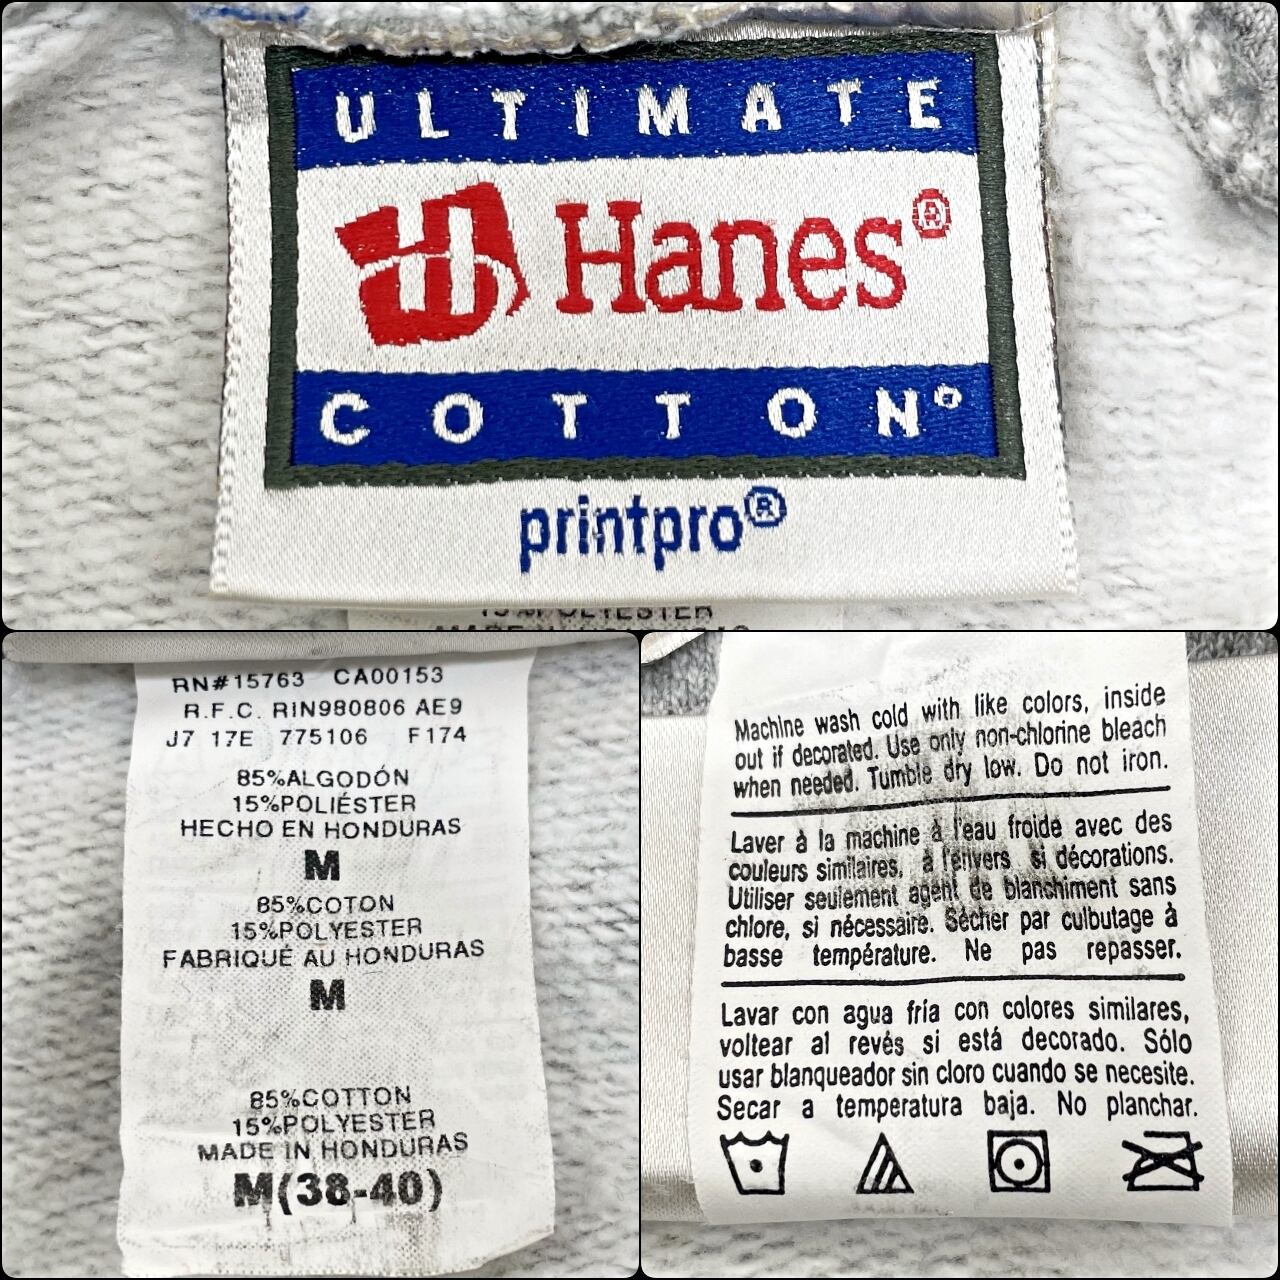 ULTIMATE
Hanes®
COTTON
printpro®
15%POLYESTER
RN#15763 CA00153
R.F.C. RIN980806 AE9
J7 17E 775106 F174
85%ALGODÓN
15%POLIÉSTER
HECHO EN HONDURAS
M
85%COTON
15%POLYESTER
FABRIQUÉ AU HONDURAS
M
85%COTTON
15%POLYESTER
MADE IN HONDURAS
M(38-40)
Machine wash cold with like colors, inside
out if decorated. Use only non-chlorine bleach
when needed. Tumble dry low. Do not iron.
Laver à la machine à l'eau froide avec des
couleurs similaires, à l'envers si décorations.
Utiliser seulement agent de blanchiment sans
chlore, si nécessaire. Sécher par culbutage à
basse température. Ne pas repasser.
Lavar con agua fría con colores similares,
voltear al revés si está decorado. Sólo
usar blanqueador sin cloro cuando se necesite.
Secar a temperatura baja. No planchar.